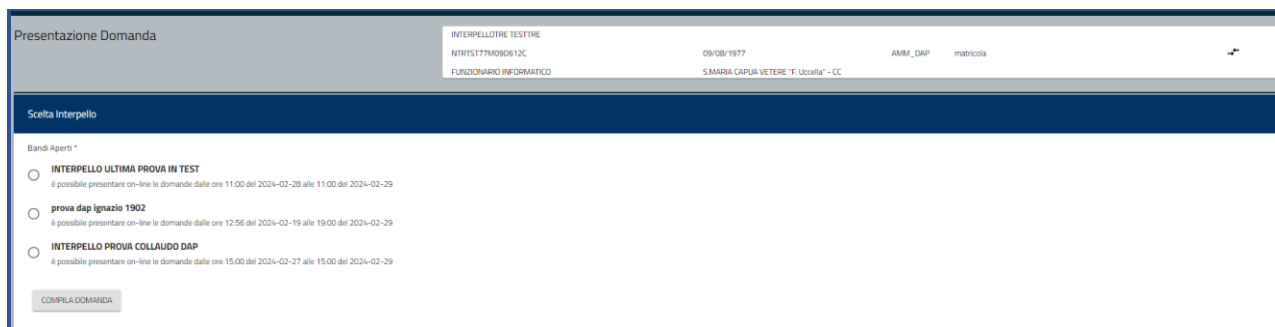 Presentazione Domanda
INTERPELLOTRE TESTTRE
NTRTST77M09D612C 09/08/1977 AMM_DAP matricola
FUNZIONARIO INFORMATICO S.MARIA CAPUA VETERE "F. Uccella" - CC
Scelta Interpello
Bandi Aperti *
INTERPELLO ULTIMA PROVA IN TEST
é possibile presentare on-line le domande dalle ore 11:00 del 2024-02-28 alle 11:00 del 2024-02-29
prova dap ignazio 1902
é possibile presentare on-line le domande dalle ore 12:56 del 2024-02-19 alle 19:00 del 2024-02-29
INTERPELLO PROVA COLLAUDO DAP
é possibile presentare on-line le domande dalle ore 15:00 del 2024-02-27 alle 15:00 del 2024-02-29
COMPILA DOMANDA